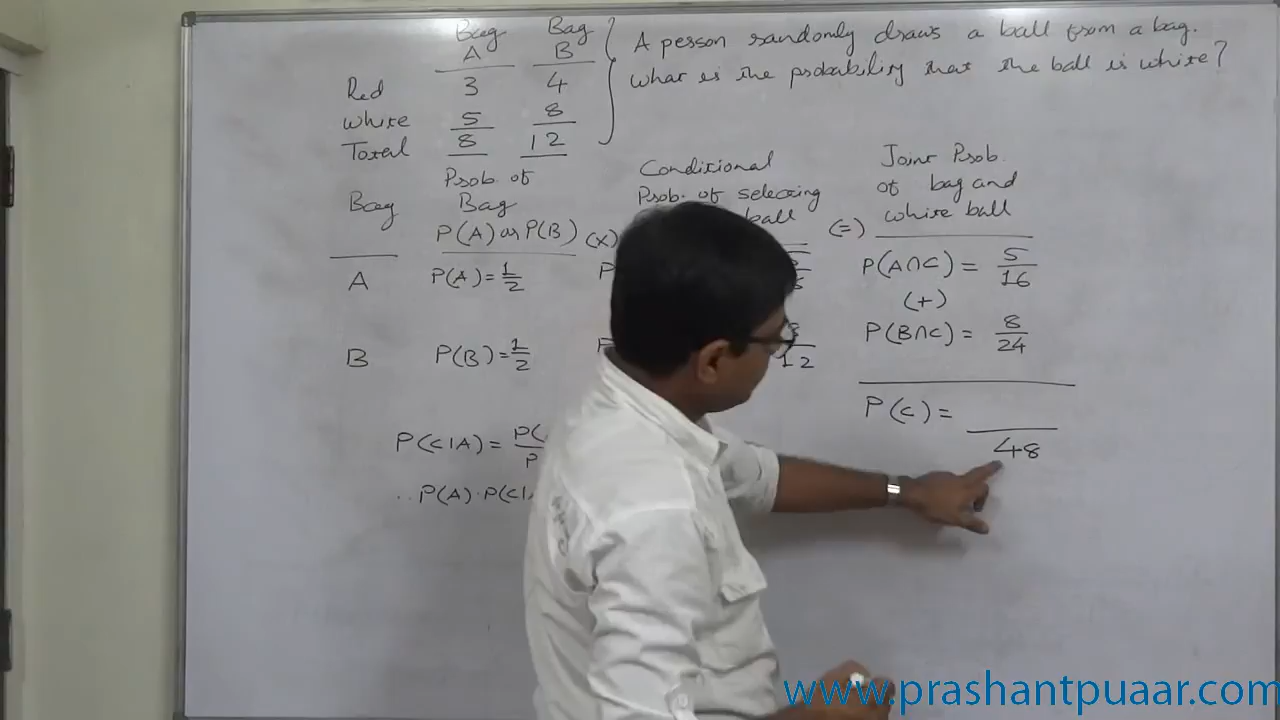 Bag Bag
A B
Red 3 4
White 5 8
Total 8 12
A person randomly draws a ball from a bag.
What is the probability that the ball is white?
Bag
Prob. of
Bag
P(A) or P(B)
(x)
Conditional
Prob. of selecting
ball
(=)
Joint Prob.
of bag and
white ball
A P(A) = 1/2 P P(A∩C) = 5/16
(+)
B P(B) = 1/2 P 12 P(B∩C) = 8/24
P(C) = /48
P(C|A) = P(
P
∴ P(A)·P(C|
www.prashantpuaar.com